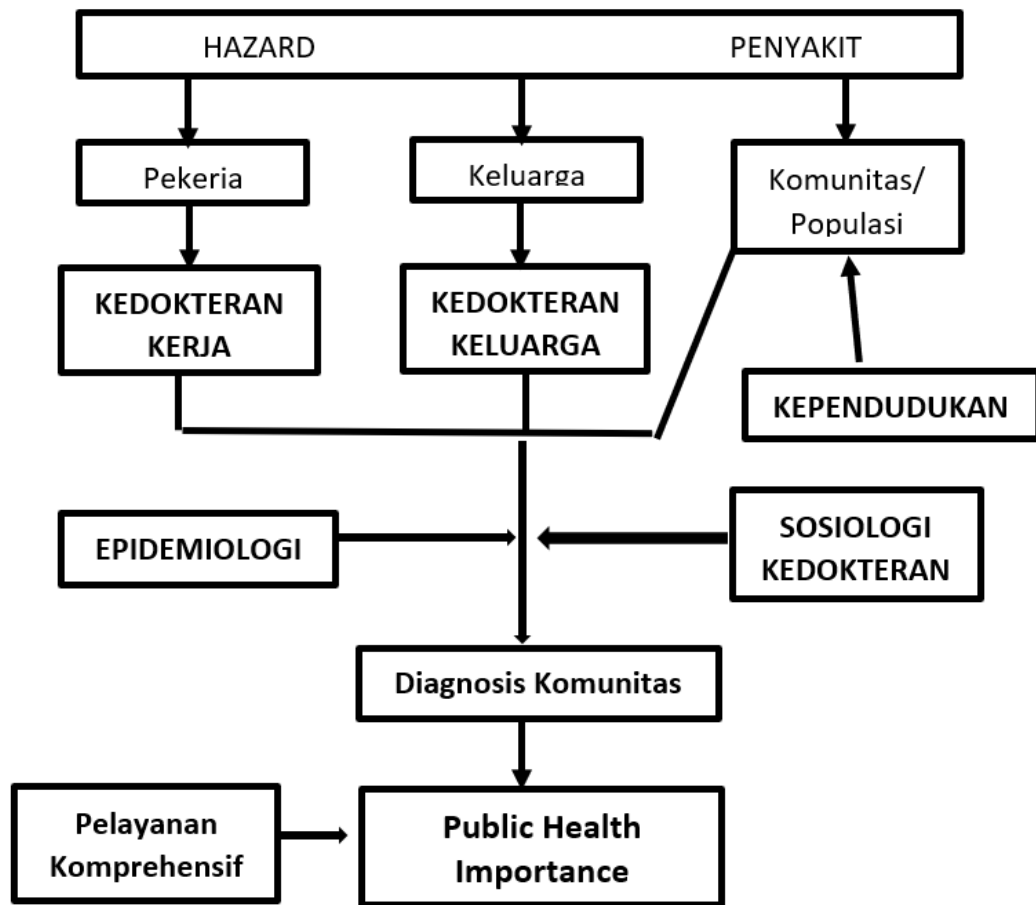 HAZARD PENYAKIT
Pekerja
Keluarga
Komunitas/
Populasi
KEDOKTERAN
KERJA
KEDOKTERAN
KELUARGA
KEPENDUDUKAN
EPIDEMIOLOGI
SOSIOLOGI
KEDOKTERAN
Diagnosis Komunitas
Pelayanan
Komprehensif
Public Health
Importance